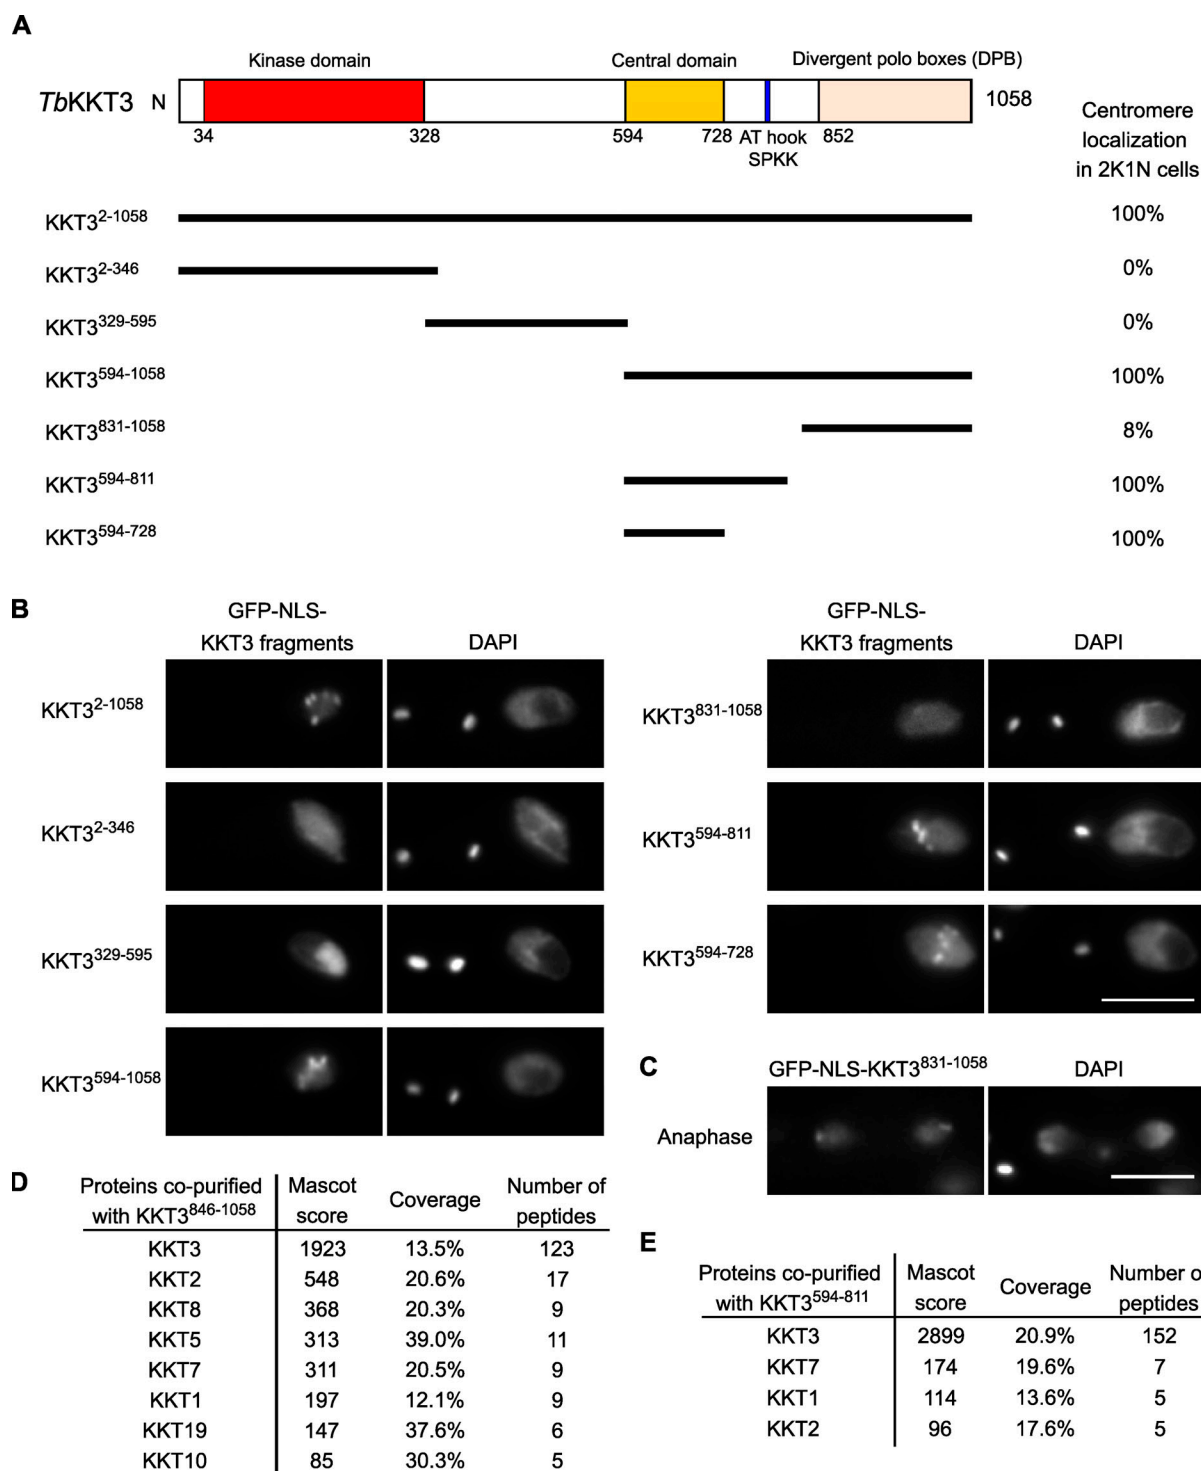 A
Kinase domain
Central domain
Divergent polo boxes (DPB)
TbKKT3
N
1058
34
328
594
728
AT hook
SPKK
852
Centromere
localization
in 2K1N cells
KKT3 2-1058
100%
KKT3 2-346
0%
KKT3 329-595
0%
KKT3 594-1058
100%
KKT3 831-1058
8%
KKT3 594-811
100%
KKT3 594-728
100%
B
GFP-NLS-
KKT3 fragments
DAPI
KKT3 2-1058
KKT3 2-346
KKT3 329-595
KKT3 594-1058
GFP-NLS-
KKT3 fragments
DAPI
KKT3 831-1058
KKT3 594-811
KKT3 594-728
C
GFP-NLS-KKT3 831-1058
DAPI
Anaphase
D
Proteins co-purified with KKT3 846-1058 Mascot score Coverage Number of peptides
KKT3 1923 13.5% 123
KKT2 548 20.6% 17
KKT8 368 20.3% 9
KKT5 313 39.0% 11
KKT7 311 20.5% 9
KKT1 197 12.1% 9
KKT19 147 37.6% 6
KKT10 85 30.3% 5
E
Proteins co-purified with KKT3 594-811 Mascot score Coverage Number o peptides
KKT3 2899 20.9% 152
KKT7 174 19.6% 7
KKT1 114 13.6% 5
KKT2 96 17.6% 5